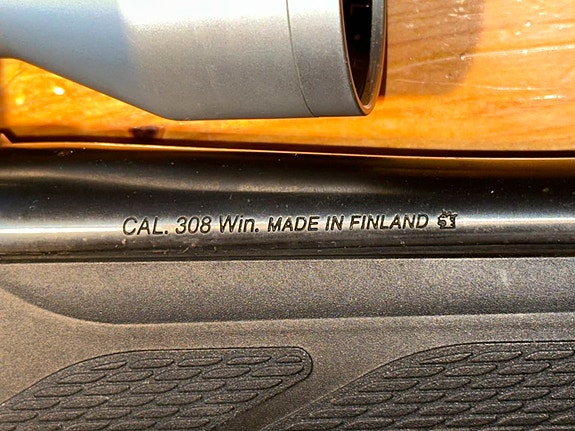 CAL. 308 Win. MADE IN FINLAND